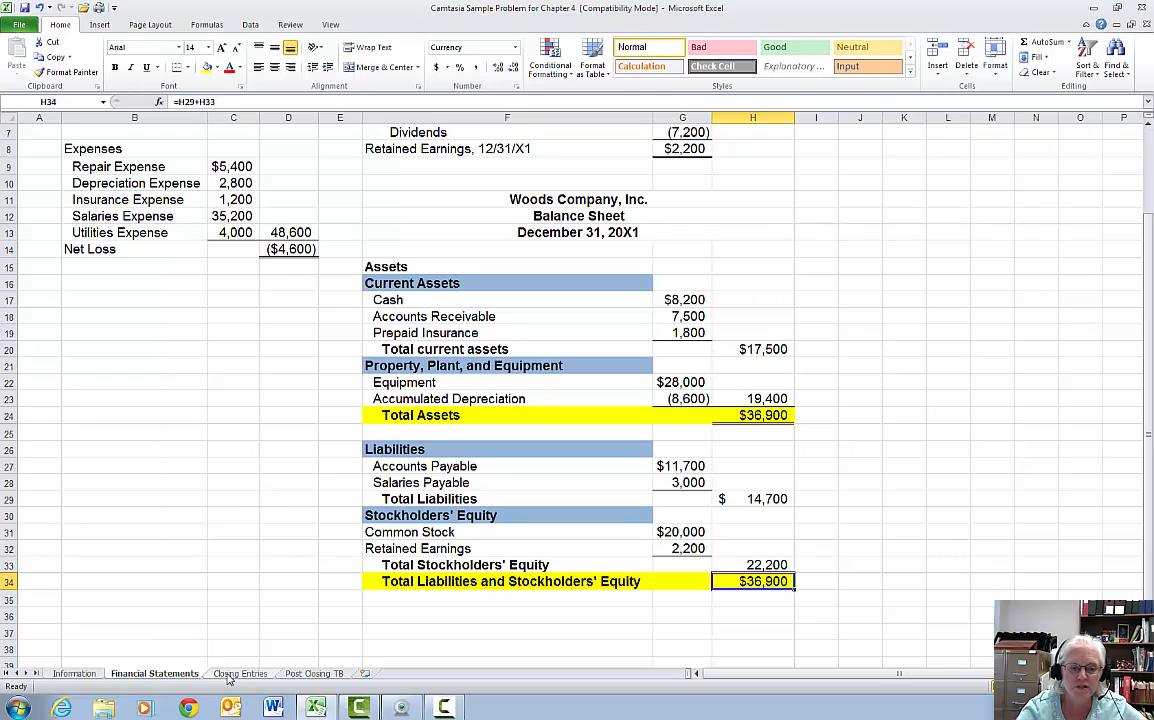 Camtasia Sample Problem for Chapter 4 [Compatibility Mode] - Microsoft Excel
File Home Insert Page Layout Formulas Data Review View
Cut
Copy
Format Painter
Paste
Clipboard
Arial 14
B I U
Font
Wrap Text
Merge & Center
Alignment
Currency
$ % ,
Number
Conditional Formatting
Format as Table
Normal Bad Good Neutral
Calculation Check Cell Explanatory ... Input
Styles
Insert Delete Format
Cells
AutoSum
Fill
Clear
Sort & Filter
Find & Select
Editing
H34 fx =H29+H33
A B C D E F G H I J K L M N O P
7 Dividends (7,200)
8 Expenses Retained Earnings, 12/31/X1 $2,200
9 Repair Expense $5,400
10 Depreciation Expense 2,800
11 Insurance Expense 1,200 Woods Company, Inc.
12 Salaries Expense 35,200 Balance Sheet
13 Utilities Expense 4,000 48,600 December 31, 20X1
14 Net Loss ($4,600)
15 Assets
16 Current Assets
17 Cash $8,200
18 Accounts Receivable 7,500
19 Prepaid Insurance 1,800
20 Total current assets $17,500
21 Property, Plant, and Equipment
22 Equipment $28,000
23 Accumulated Depreciation (8,600) 19,400
24 Total Assets $36,900
25
26 Liabilities
27 Accounts Payable $11,700
28 Salaries Payable 3,000
29 Total Liabilities $ 14,700
30 Stockholders' Equity
31 Common Stock $20,000
32 Retained Earnings 2,200
33 Total Stockholders' Equity 22,200
34 Total Liabilities and Stockholders' Equity $36,900
35
36
37
38
39
Information Financial Statements Closing Entries Post Closing TB
Ready